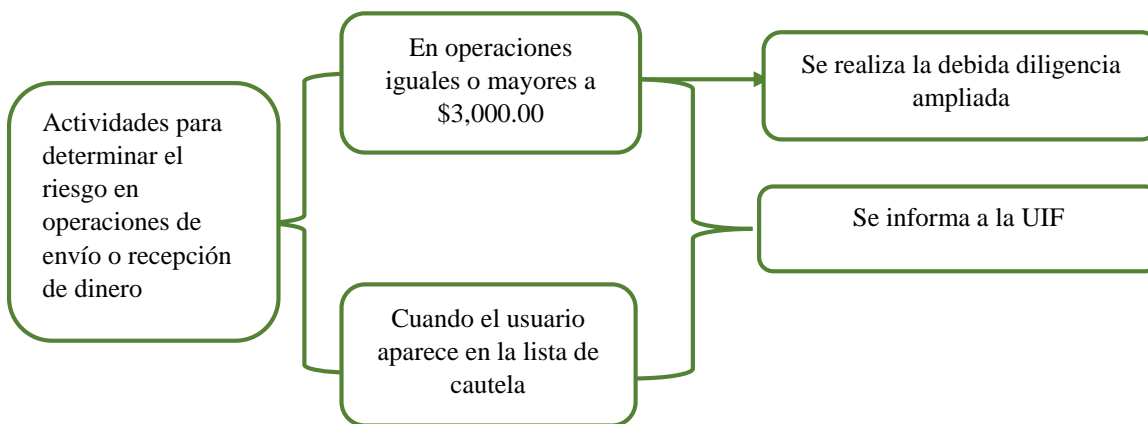 Actividades para
determinar el
riesgo en
operaciones de
envío o recepción
de dinero
En operaciones
iguales o mayores a
$3,000.00
Cuando el usuario
aparece en la lista de
cautela
Se realiza la debida diligencia
ampliada
Se informa a la UIF